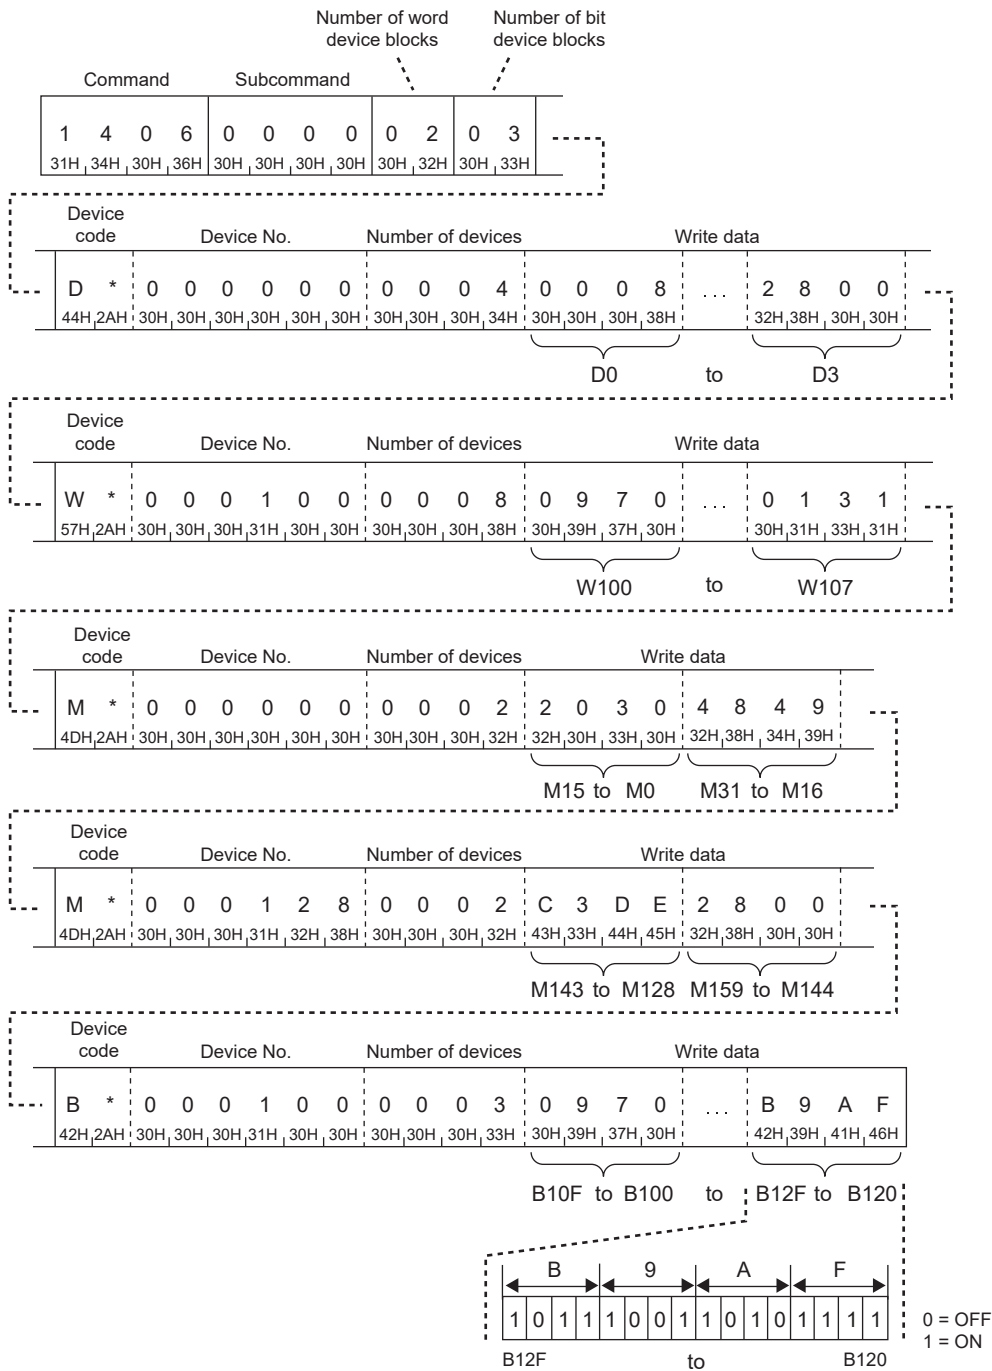 Number of word device blocks
Number of bit device blocks
Command Subcommand
1 4 0 6 0 0 0 0 0 2 0 3
31H 34H 30H 36H 30H 30H 30H 30H 30H 32H 30H 33H
Device code Device No. Number of devices Write data
D * 0 0 0 0 0 0 0 0 0 4 0 0 0 8 ... 2 8 0 0
44H 2AH 30H 30H 30H 30H 30H 30H 30H 30H 30H 34H 30H 30H 30H 38H 32H 38H 30H 30H
D0 to D3
Device code Device No. Number of devices Write data
W * 0 0 0 1 0 0 0 0 0 8 0 9 7 0 ... 0 1 3 1
57H 2AH 30H 30H 30H 31H 30H 30H 30H 30H 30H 38H 30H 39H 37H 30H 30H 31H 33H 31H
W100 to W107
Device code Device No. Number of devices Write data
M * 0 0 0 0 0 0 0 0 0 2 2 0 3 0 4 8 4 9
4DH 2AH 30H 30H 30H 30H 30H 30H 30H 30H 30H 32H 32H 30H 33H 30H 32H 38H 34H 39H
M15 to M0 M31 to M16
Device code Device No. Number of devices Write data
M * 0 0 0 1 2 8 0 0 0 2 C 3 D E 2 8 0 0
4DH 2AH 30H 30H 30H 31H 32H 38H 30H 30H 30H 32H 43H 33H 44H 45H 32H 38H 30H 30H
M143 to M128 M159 to M144
Device code Device No. Number of devices Write data
B * 0 0 0 1 0 0 0 0 0 3 0 9 7 0 ... B 9 A F
42H 2AH 30H 30H 30H 31H 30H 30H 30H 30H 30H 33H 30H 39H 37H 30H 42H 39H 41H 46H
B10F to B100 to B12F to B120
B 9 A F
1 0 1 1 1 0 0 1 1 0 1 0 1 1 1 1
0 = OFF
1 = ON
B12F to B120